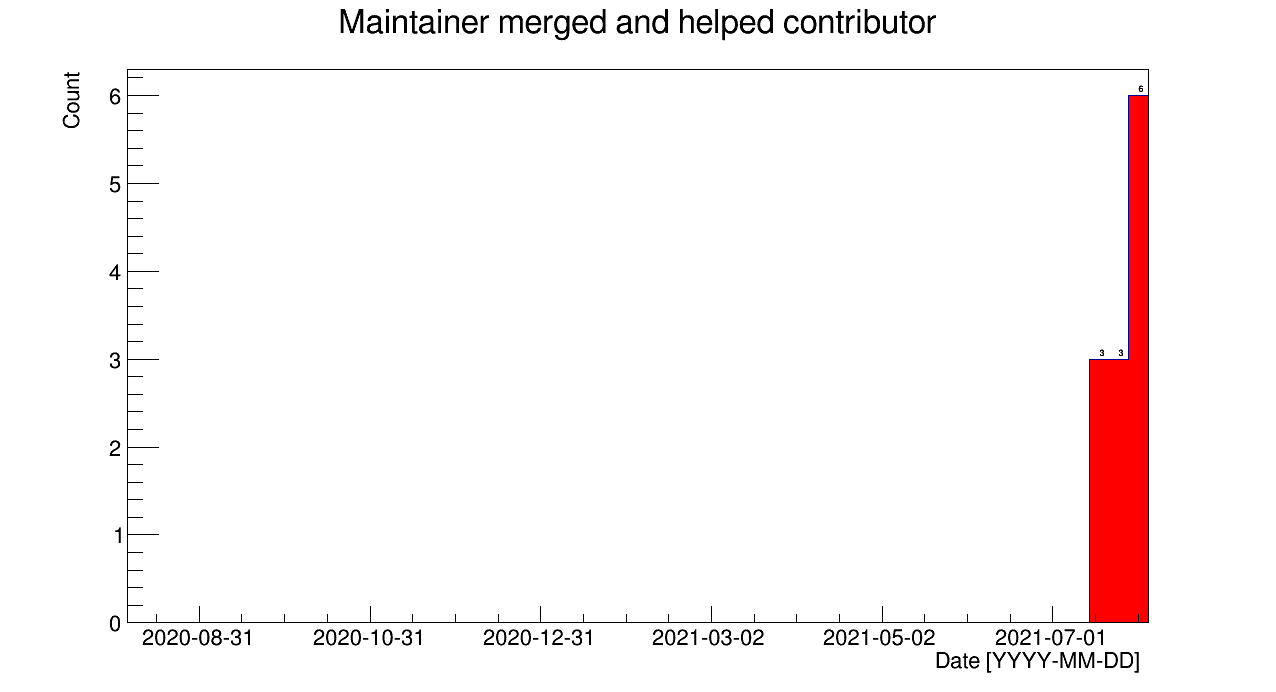 Maintainer merged and helped contributor
Count
6
5
4
3
2
1
0
6
3 3
2020-08-31 2020-10-31 2020-12-31 2021-03-02 2021-05-02 2021-07-01
Date [YYYY-MM-DD]